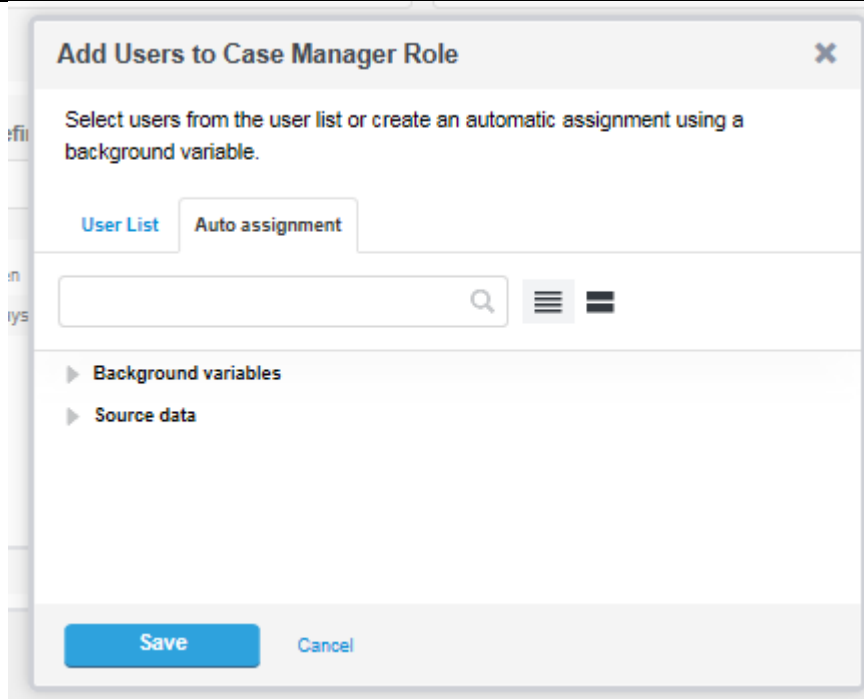 Add Users to Case Manager Role
Select users from the user list or create an automatic assignment using a
background variable.
User List
Auto assignment
Background variables
Source data
Save
Cancel